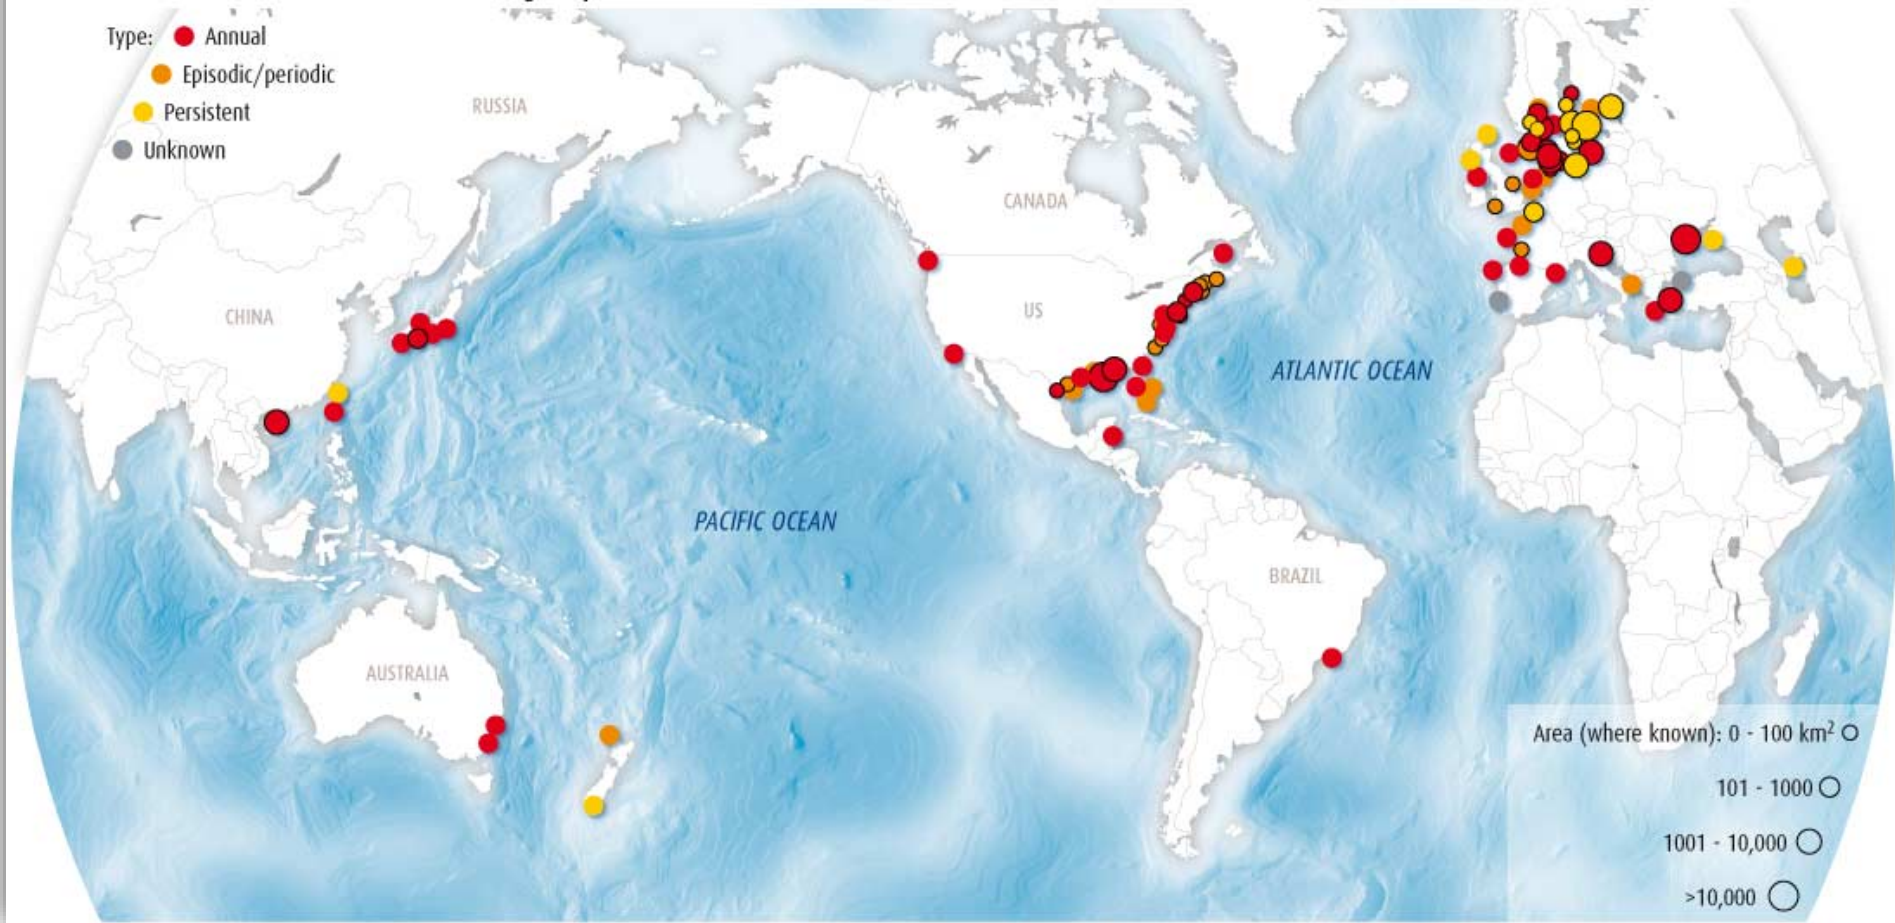 Type: Annual
Episodic/periodic
Persistent
Unknown
RUSSIA
CANADA
CHINA
US
ATLANTIC OCEAN
PACIFIC OCEAN
BRAZIL
AUSTRALIA
Area (where known): 0 - 100 km²
101 - 1000
1001 - 10,000
>10,000